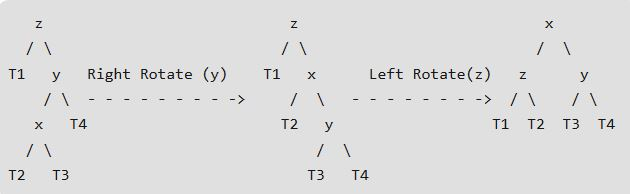 z                               z                               x
   / \                             / \                             /  \
T1   y   Right Rotate (y)    T1   x      Left Rotate(z)   z      y
     / \  - - - - - - - - ->      /  \   - - - - - - - ->  / \    / \
    x   T4                       T2   y                  T1  T2  T3  T4
   / \                               /  \
T2   T3                           T3   T4